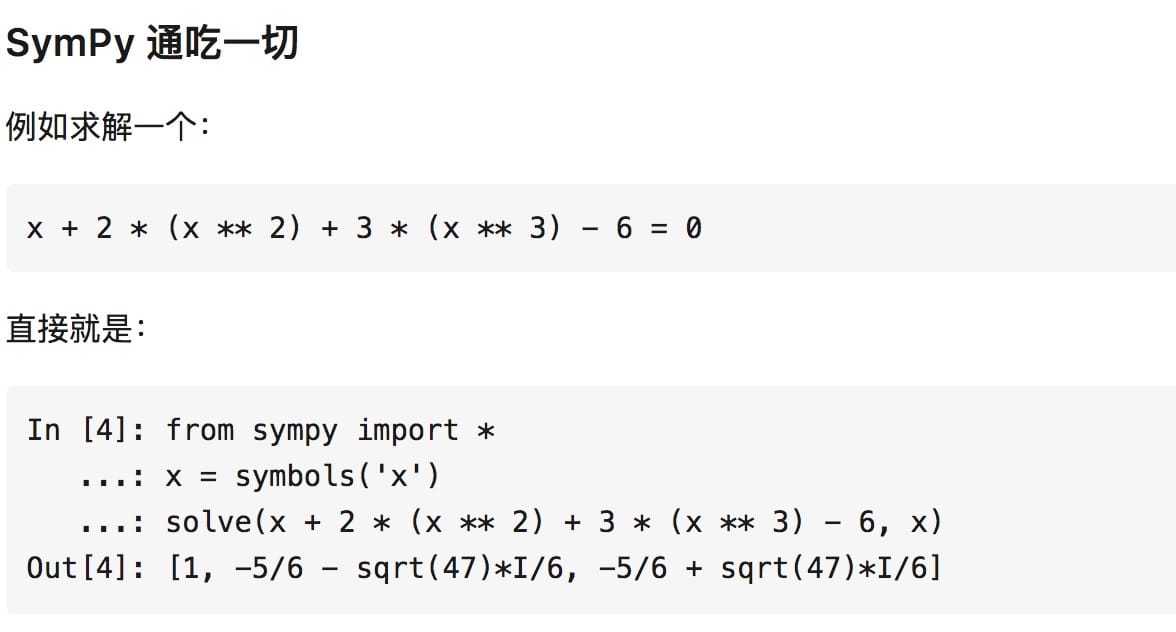 SymPy 通吃一切
例如求解一个：
x + 2 * (x ** 2) + 3 * (x ** 3) - 6 = 0
直接就是：
In [4]: from sympy import *
   ...: x = symbols('x')
   ...: solve(x + 2 * (x ** 2) + 3 * (x ** 3) - 6, x)
Out[4]: [1, -5/6 - sqrt(47)*I/6, -5/6 + sqrt(47)*I/6]